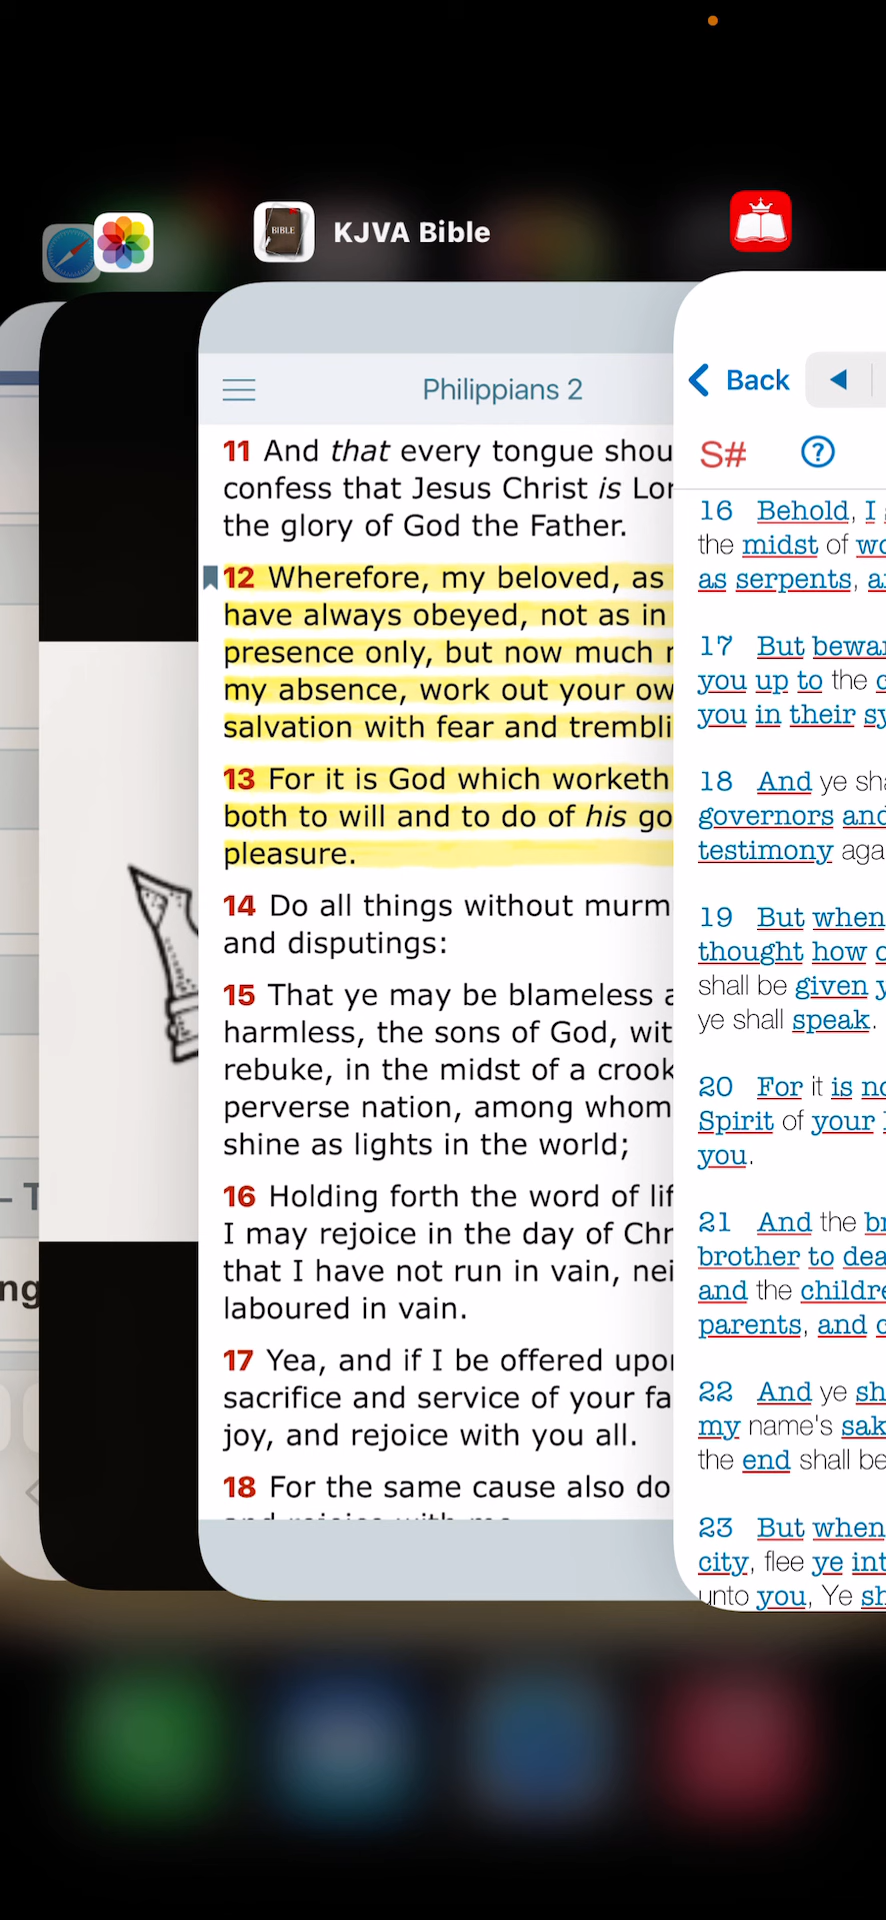 BIBLE
KJVA Bible
Philippians 2
11 And that every tongue shou
confess that Jesus Christ is Lor
the glory of God the Father.
12 Wherefore, my beloved, as
have always obeyed, not as in
presence only, but now much
my absence, work out your ow
salvation with fear and trembli
13 For it is God which worketh
both to will and to do of his go
pleasure.
14 Do all things without murm
and disputings:
15 That ye may be blameless a
harmless, the sons of God, wit
rebuke, in the midst of a crook
perverse nation, among whom
shine as lights in the world;
16 Holding forth the word of lif
I may rejoice in the day of Chr
that I have not run in vain, nei
laboured in vain.
17 Yea, and if I be offered upo
sacrifice and service of your fa
joy, and rejoice with you all.
18 For the same cause also do
Back
S# ?
16 Behold, I
the midst of wo
as serpents, a
17 But bewar
you up to the c
you in their sy
18 And ye sha
governors and
testimony aga
19 But when
thought how o
shall be given y
ye shall speak.
20 For it is no
Spirit of your
you.
21 And the br
brother to dea
and the childre
parents, and c
22 And ye sh
my name's sak
the end shall be
23 But when
city, flee ye int
unto you, Ye sh
- T
ng